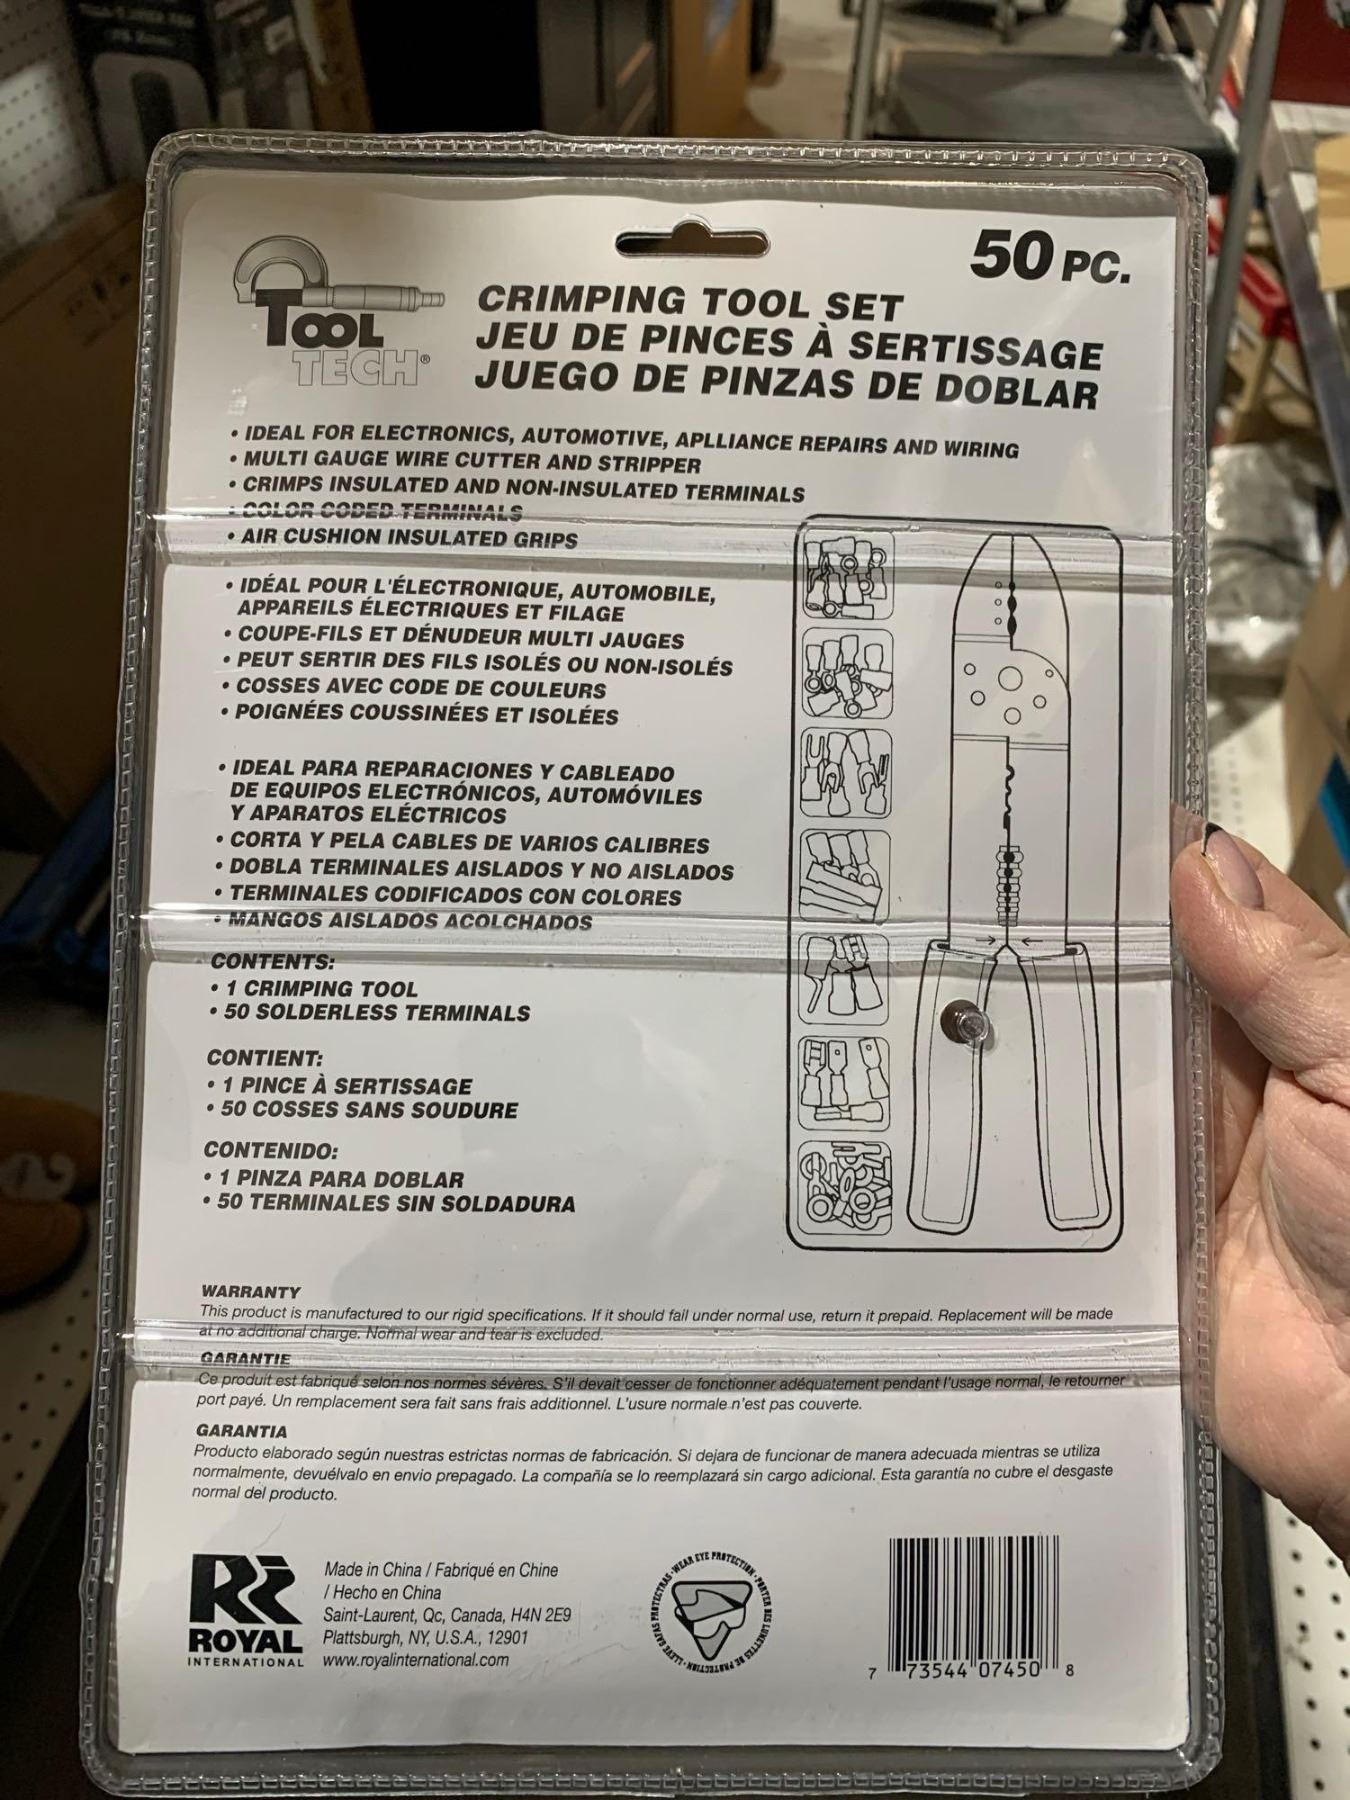 50 PC.
TOOL
TECH®
CRIMPING TOOL SET
JEU DE PINCES À SERTISSAGE
JUEGO DE PINZAS DE DOBLAR
• IDEAL FOR ELECTRONICS, AUTOMOTIVE, APLLIANCE REPAIRS AND WIRING
• MULTI GAUGE WIRE CUTTER AND STRIPPER
• CRIMPS INSULATED AND NON-INSULATED TERMINALS
• COLOR CODED TERMINALS
• AIR CUSHION INSULATED GRIPS
• IDÉAL POUR L'ÉLECTRONIQUE, AUTOMOBILE,
APPAREILS ÉLECTRIQUES ET FILAGE
• COUPE-FILS ET DÉNUDEUR MULTI JAUGES
• PEUT SERTIR DES FILS ISOLÉS OU NON-ISOLÉS
• COSSES AVEC CODE DE COULEURS
• POIGNÉES COUSSINÉES ET ISOLÉES
• IDEAL PARA REPARACIONES Y CABLEADO
DE EQUIPOS ELECTRÓNICOS, AUTOMÓVILES
Y APARATOS ELÉCTRICOS
• CORTA Y PELA CABLES DE VARIOS CALIBRES
• DOBLA TERMINALES AISLADOS Y NO AISLADOS
• TERMINALES CODIFICADOS CON COLORES
• MANGOS AISLADOS ACOLCHADOS
CONTENTS:
• 1 CRIMPING TOOL
• 50 SOLDERLESS TERMINALS
CONTIENT:
• 1 PINCE À SERTISSAGE
• 50 COSSES SANS SOUDURE
CONTENIDO:
• 1 PINZA PARA DOBLAR
• 50 TERMINALES SIN SOLDADURA
WARRANTY
This product is manufactured to our rigid specifications. If it should fail under normal use, return it prepaid. Replacement will be made
at no additional charge. Normal wear and tear is excluded.
GARANTIE
Ce produit est fabriqué selon nos normes sévères. S'il devait cesser de fonctionner adéquatement pendant l'usage normal, le retourner
port payé. Un remplacement sera fait sans frais additionnel. L'usure normale n'est pas couverte.
GARANTIA
Producto elaborado según nuestras estrictas normas de fabricación. Si dejara de funcionar de manera adecuada mientras se utiliza
normalmente, devuélvalo en envio prepagado. La compañía se lo reemplazará sin cargo adicional. Esta garantía no cubre el desgaste
normal del producto.
ROYAL
INTERNATIONAL
Made in China / Fabriqué en Chine
/ Hecho en China
Saint-Laurent, Qc, Canada, H4N 2E9
Plattsburgh, NY, U.S.A., 12901
www.royalinternational.com
WEAR EYE PROTECTION • PORTER DES LUNETTES DE PROTECTION • LLEVE GAFAS PROTECTRAS •
7 73544 07450 8